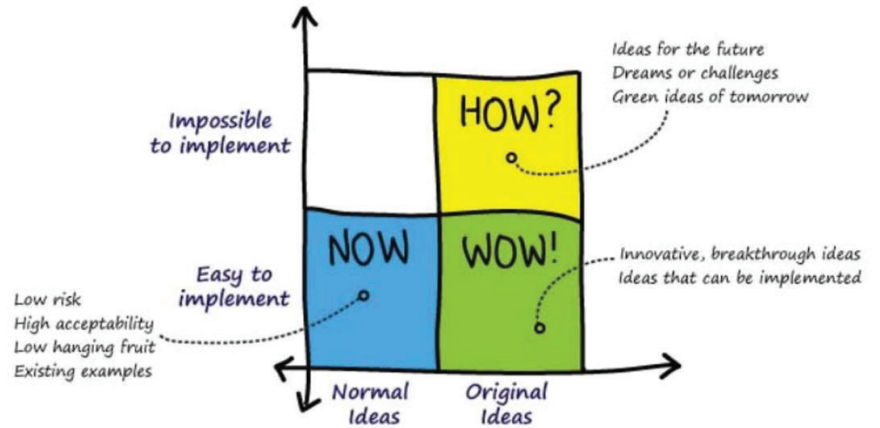 Ideas for the future
Dreams or challenges
Green ideas of tomorrow
HOW?
Impossible
to implement
NOW
WOW!
Innovative, breakthrough ideas
Ideas that can be implemented
Easy to
implement
Low risk
High acceptability
Low hanging fruit
Existing examples
Normal
Ideas
Original
Ideas